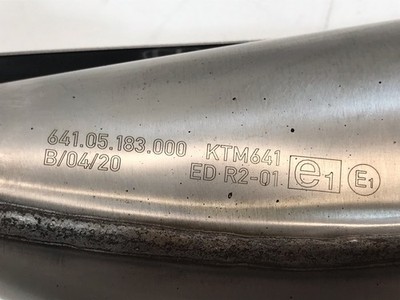 641.05.183.000 KTM641
B/04/20 ED R2-01 e1 E1